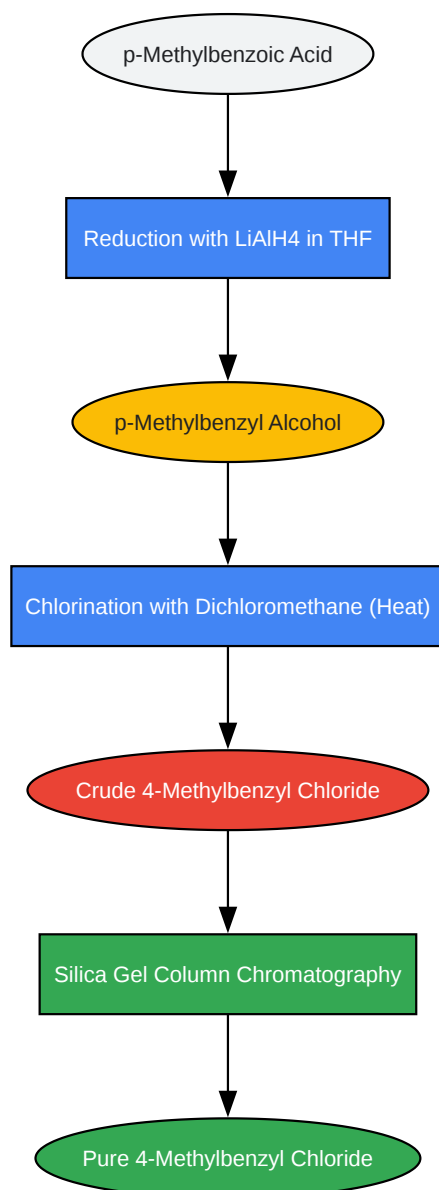 p-Methylbenzoic Acid
Reduction with LiAlH4 in THF
p-Methylbenzyl Alcohol
Chlorination with Dichloromethane (Heat)
Crude 4-Methylbenzyl Chloride
Silica Gel Column Chromatography
Pure 4-Methylbenzyl Chloride